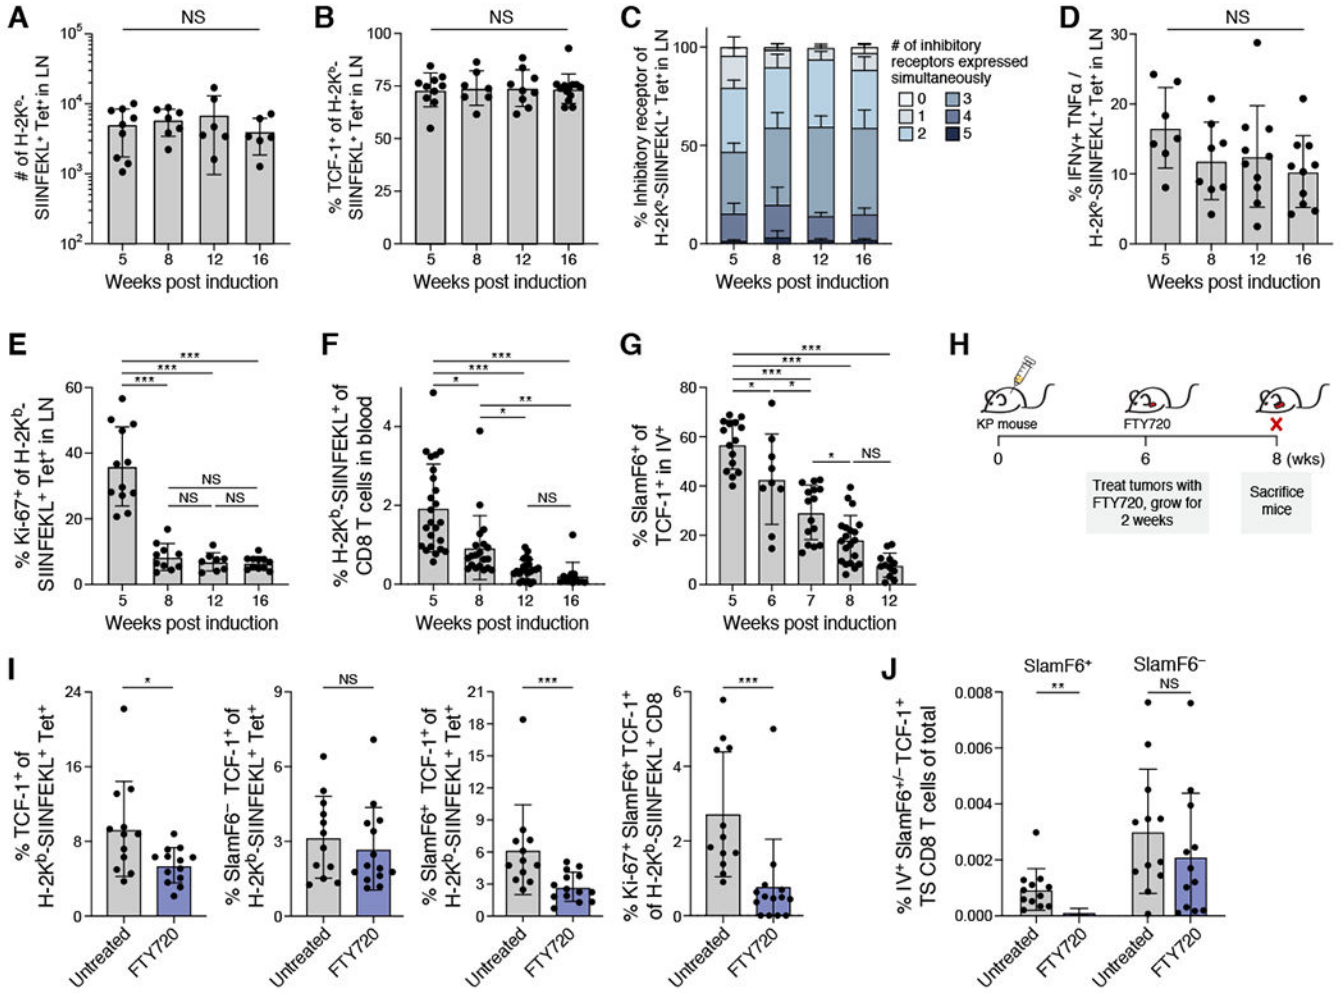 A
NS
# of H-2Kᵇ-
SIINFEKL⁺ Tet⁺ in LN
10⁵
10⁴
10³
10²
5 8 12 16
Weeks post induction
B
NS
% TCF-1⁺ of H-2Kᵇ-
SIINFEKL⁺ Tet⁺ in LN
100
75
50
25
0
5 8 12 16
Weeks post induction
C
% Inhibitory receptor of
H-2Kᵇ-SIINFEKL⁺ Tet⁺ in LN
100
50
0
5 8 12 16
Weeks post induction
# of inhibitory
receptors expressed
simultaneously
0 3
1 4
2 5
D
NS
% IFNγ+ TNFα /
H-2Kᵇ-SIINFEKL⁺ Tet⁺ in LN
30
20
10
0
5 8 12 16
Weeks post induction
E
***
***
***
NS
NS NS
% Ki-67⁺ of H-2Kᵇ-
SIINFEKL⁺ Tet⁺ in LN
60
40
20
0
5 8 12 16
Weeks post induction
F
***
***
*
**
*
NS
% H-2Kᵇ-SIINFEKL⁺ of
CD8 T cells in blood
4
2
0
5 8 12 16
Weeks post induction
G
***
***
***
* *
* NS
% SlamF6⁺ of
TCF-1⁺ in IV⁺
80
60
40
20
0
5 6 7 8 12
Weeks post induction
H
KP mouse FTY720 X
0 6 8 (wks)
Treat tumors with
FTY720, grow for
2 weeks
Sacrifice
mice
I
*
% TCF-1⁺ of
H-2Kᵇ-SIINFEKL⁺ Tet⁺
24
16
8
0
Untreated FTY720
NS
% SlamF6⁻ TCF-1⁺ of
H-2Kᵇ-SIINFEKL⁺ Tet⁺
9
6
3
0
Untreated FTY720
***
% SlamF6⁺ TCF-1⁺ of
H-2Kᵇ-SIINFEKL⁺ Tet⁺
21
18
15
12
9
6
3
0
Untreated FTY720
***
% Ki-67⁺ SlamF6⁺ TCF-1⁺
of H-2Kᵇ-SIINFEKL⁺ CD8
6
4
2
0
Untreated FTY720
J
SlamF6⁺ SlamF6⁻
** NS
% IV⁺ SlamF6⁺/⁻ TCF-1⁺
TS CD8 T cells of total
0.008
0.006
0.004
0.002
0.000
Untreated FTY720 Untreated FTY720